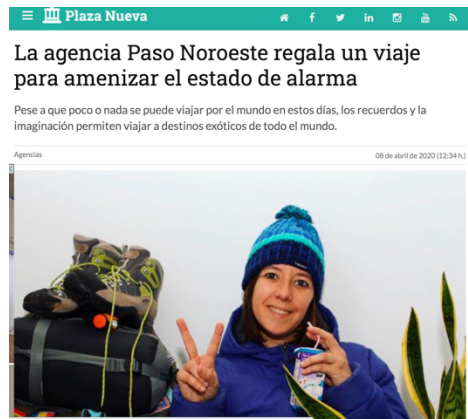 Plaza Nueva
La agencia Paso Noroeste regala un viaje
para amenizar el estado de alarma
Pese a que poco o nada se puede viajar por el mundo en estos días, los recuerdos y la
imaginación permiten viajar a destinos exóticos de todo el mundo.
Agencias
08 de abril de 2020 (12:34 h.)